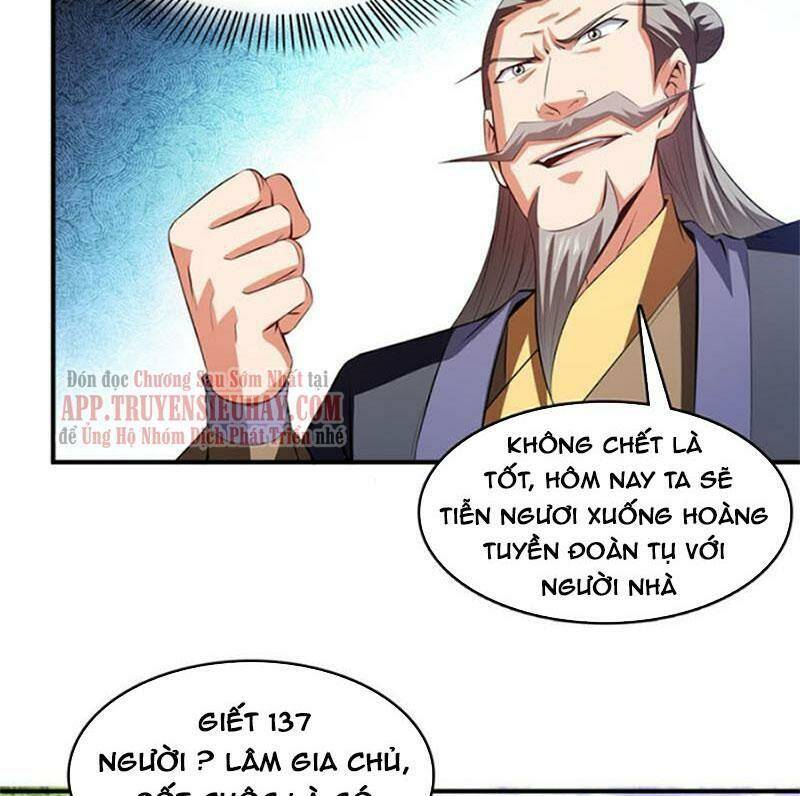 Đón đọc Chương Sau Sớm Nhất tại
APP.TRUYENSIEUHAY.COM
để Ủng Hộ Nhóm Dịch Phát Triển nhé
KHÔNG CHẾT LÀ
TỐT, HÔM NAY TA SẼ
TIỄN NGƯƠI XUỐNG HOÀNG
TUYỀN ĐOÀN TỤ VỚI
NGƯỜI NHÀ
GIẾT 137
NGƯỜI ? LÂM GIA CHỦ,